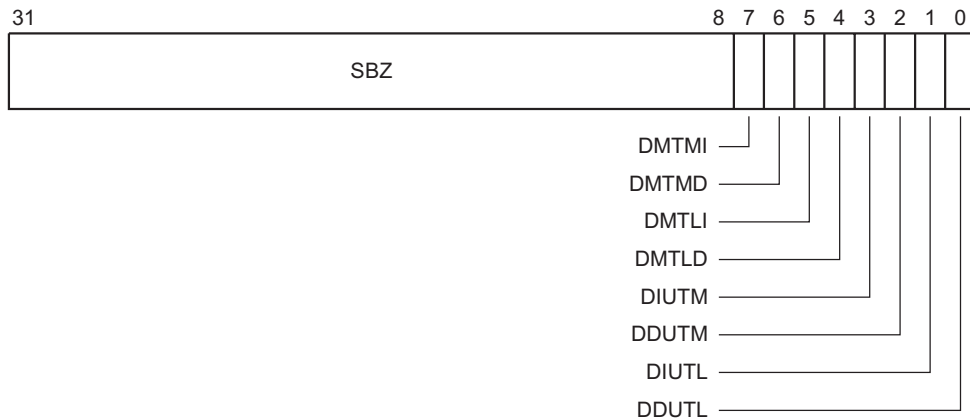 31 8 7 6 5 4 3 2 1 0
SBZ
DMTMI
DMTMD
DMTLI
DMTLD
DIUTM
DDUTM
DIUTL
DDUTL